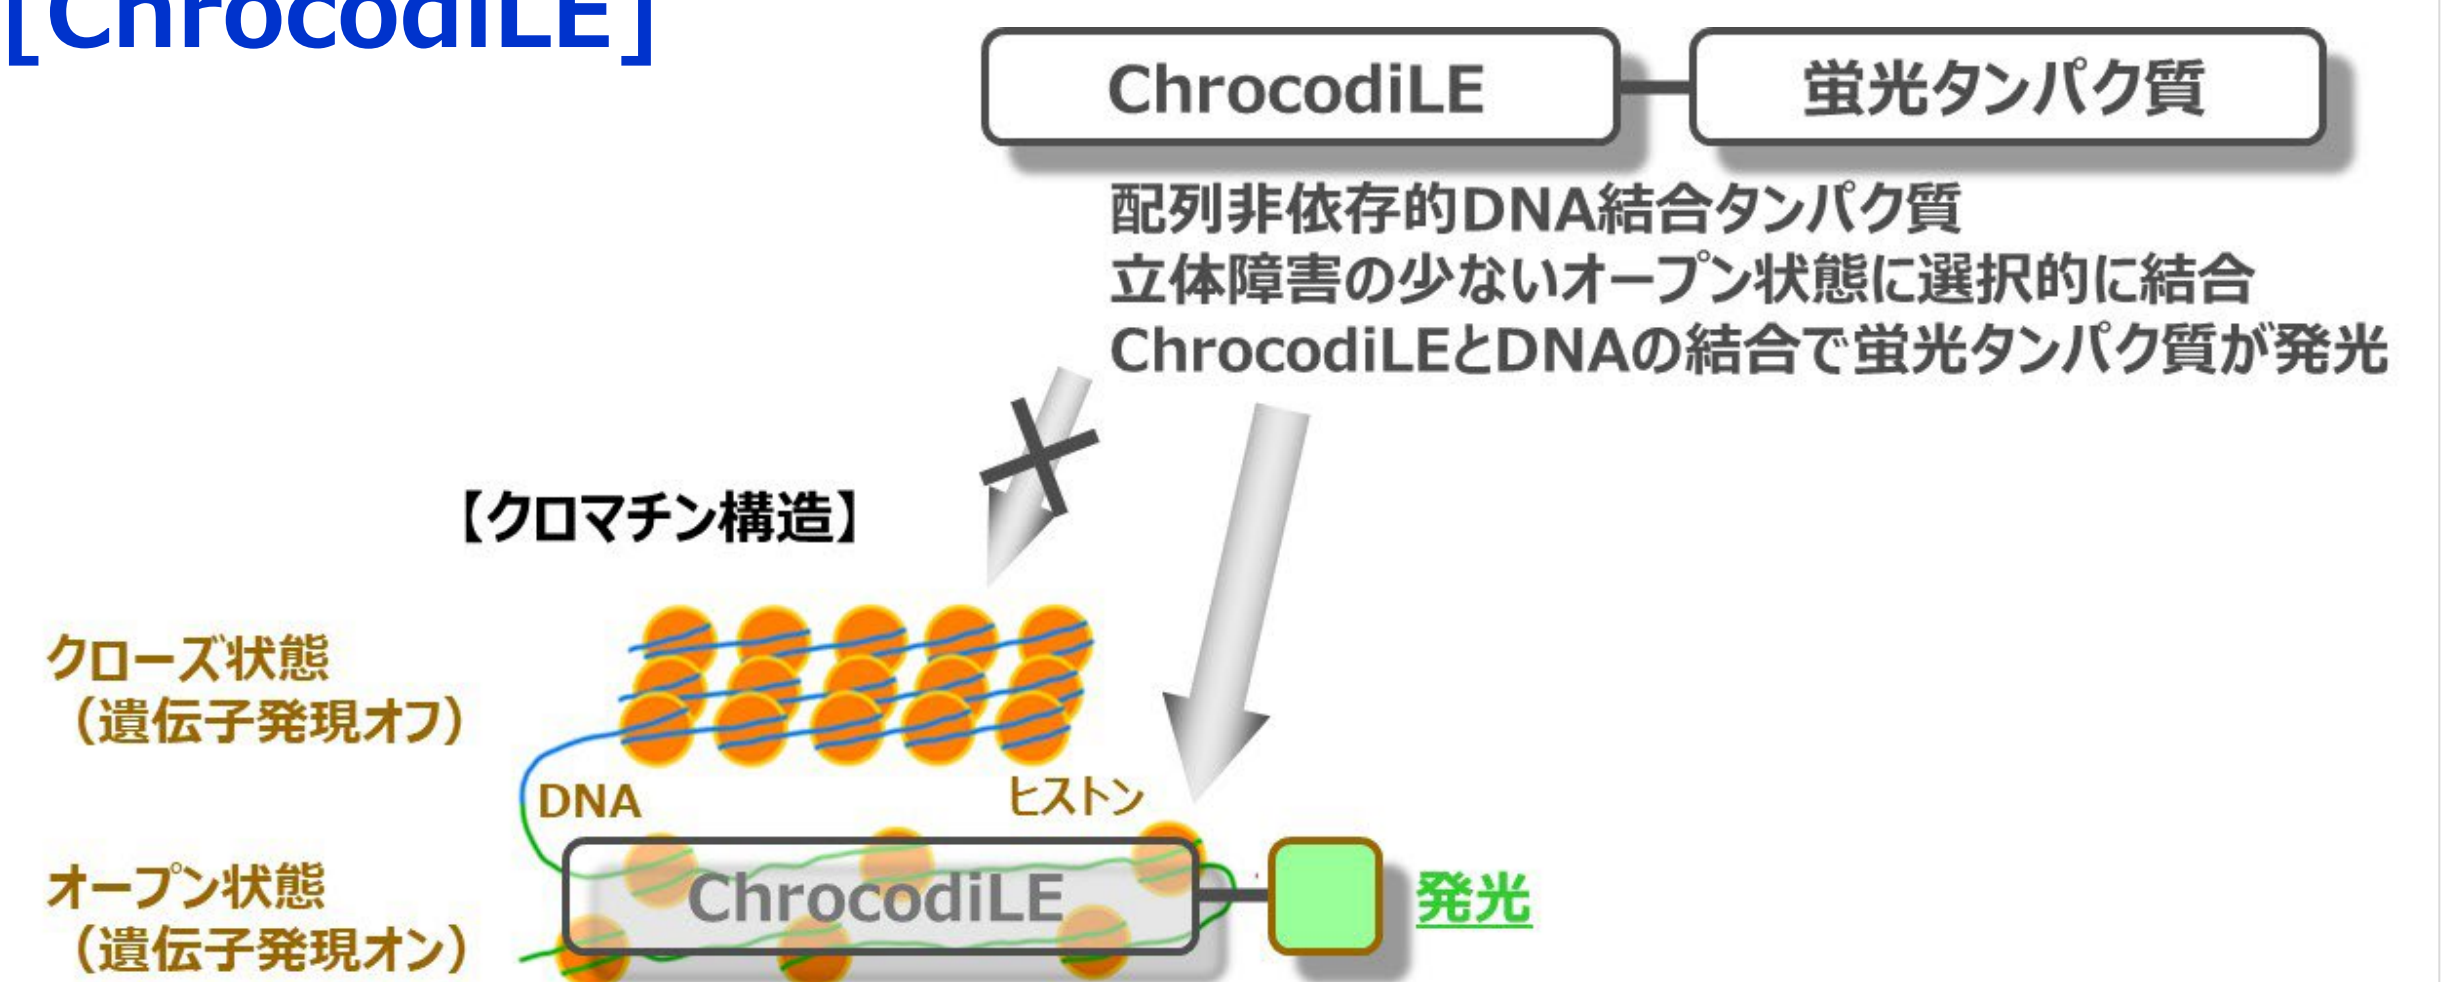 [ChrocodiLE]
ChrocodiLE
蛍光タンパク質
配列非依存的DNA結合タンパク質
立体障害の少ないオープン状態に選択的に結合
ChrocodiLEとDNAの結合で蛍光タンパク質が発光
【クロマチン構造】
クローズ状態
（遺伝子発現オフ）
DNA
ヒストン
オープン状態
（遺伝子発現オン）
ChrocodiLE
発光